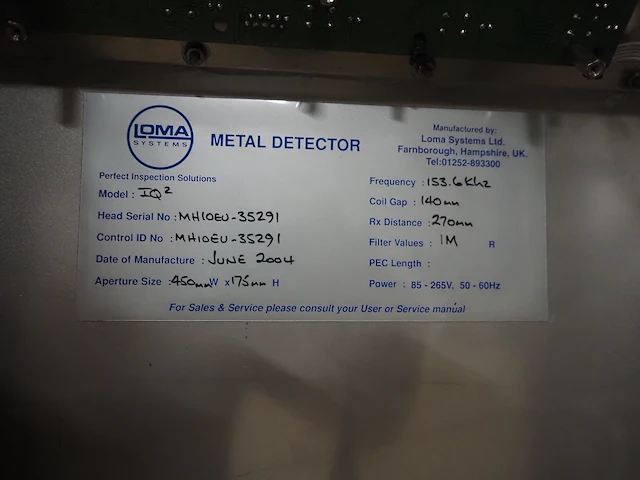 LOMA
SYSTEMS
METAL DETECTOR
Manufactured by:
Loma Systems Ltd.
Farnborough, Hampshire, UK.
Tel:01252-893300
Perfect Inspection Solutions
Model : IQ²
Head Serial No : MH10EU-35291
Control ID No : MH10EU-35291
Date of Manufacture : JUNE 2004
Aperture Size : 450mm W x 175mm H
Frequency : 153.6KHz
Coil Gap : 140mm
Rx Distance : 270mm
Filter Values : 1M R
PEC Length :
Power : 85 - 265V, 50 - 60Hz
For Sales & Service please consult your User or Service manual